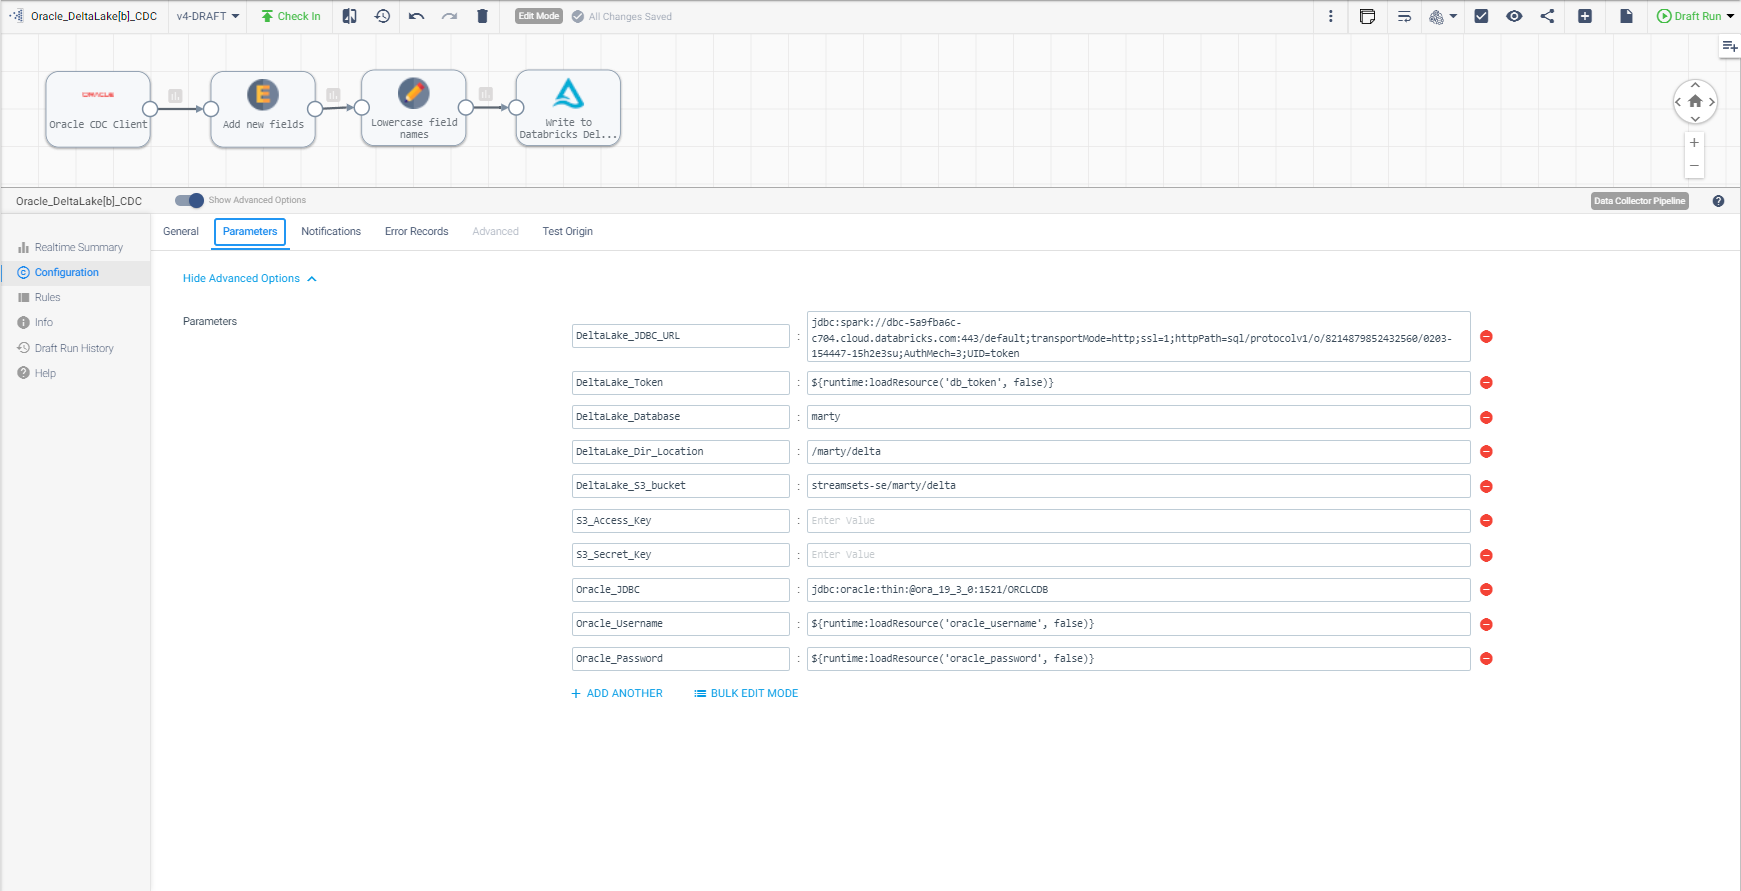 Oracle_DeltaLake[b]_CDC
v4-DRAFT
Check In
Edit Mode
All Changes Saved
Draft Run
ORACLE
Oracle CDC Client
E
Add new fields
Lowercase field
names
Write to
Databricks Del...
Oracle_DeltaLake[b]_CDC
Show Advanced Options
Data Collector Pipeline
Realtime Summary
Configuration
Rules
Info
Draft Run History
Help
General
Parameters
Notifications
Error Records
Advanced
Test Origin
Hide Advanced Options
Parameters
DeltaLake_JDBC_URL
:
jdbc:spark://dbc-5a9fba6c-
c704.cloud.databricks.com:443/default;transportMode=http;ssl=1;httpPath=sql/protocolv1/o/8214879852432560/0203-
154447-15h2e3su;AuthMech=3;UID=token
DeltaLake_Token : ${runtime:loadResource('db_token', false)}
DeltaLake_Database : marty
DeltaLake_Dir_Location : /marty/delta
DeltaLake_S3_bucket : streamsets-se/marty/delta
S3_Access_Key : Enter Value
S3_Secret_Key : Enter Value
Oracle_JDBC : jdbc:oracle:thin:@ora_19_3_0:1521/ORCLCDB
Oracle_Username : ${runtime:loadResource('oracle_username', false)}
Oracle_Password : ${runtime:loadResource('oracle_password', false)}
+ ADD ANOTHER
BULK EDIT MODE